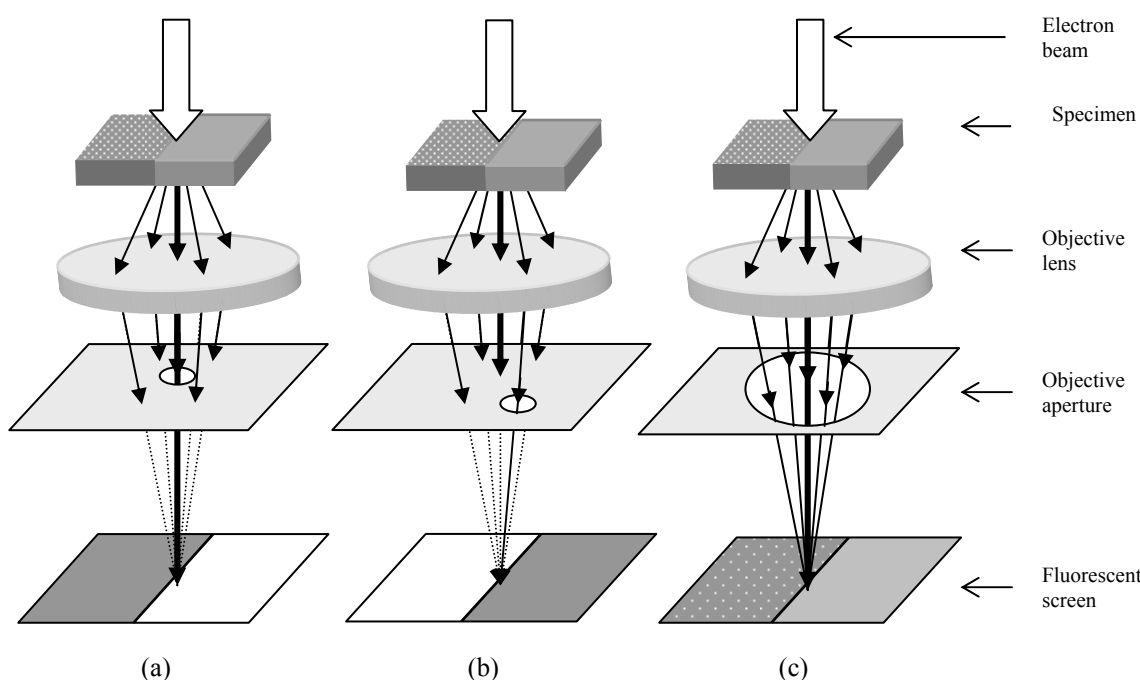 Electron
beam
Specimen
Objective
lens
Objective
aperture
Fluorescent
screen
(a)
(b)
(c)